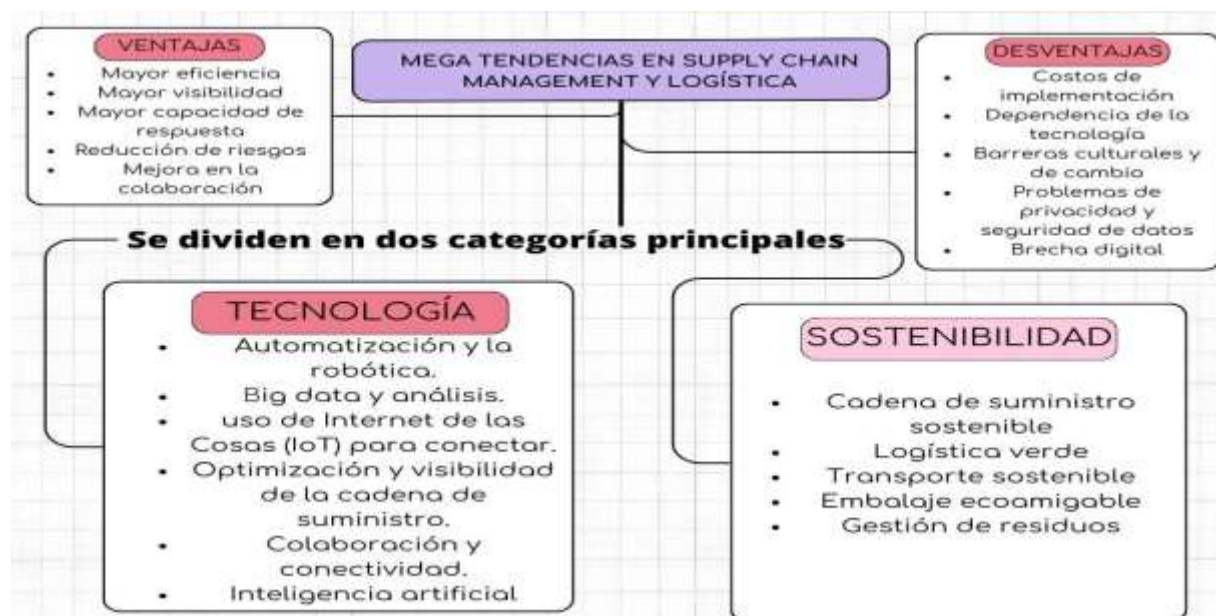 VENTAJAS
• Mayor eficiencia
• Mayor visibilidad
• Mayor capacidad de
respuesta
• Reducción de riesgos
• Mejora en la
colaboración
MEGA TENDENCIAS EN SUPPLY CHAIN
MANAGEMENT Y LOGÍSTICA
DESVENTAJAS
• Costos de
implementación
• Dependencia de la
tecnología
• Barreras culturales y
de cambio
• Problemas de
privacidad y
seguridad de datos
• Brecha digital
Se dividen en dos categorías principales
TECNOLOGÍA
• Automatización y la
robótica.
• Big data y análisis.
• uso de Internet de las
Cosas (IoT) para conectar.
• Optimización y visibilidad
de la cadena de
suministro.
• Colaboración y
conectividad.
• Inteligencia artificial
SOSTENIBILIDAD
• Cadena de suministro
sostenible
• Logística verde
• Transporte sostenible
• Embalaje ecoamigable
• Gestión de residuos